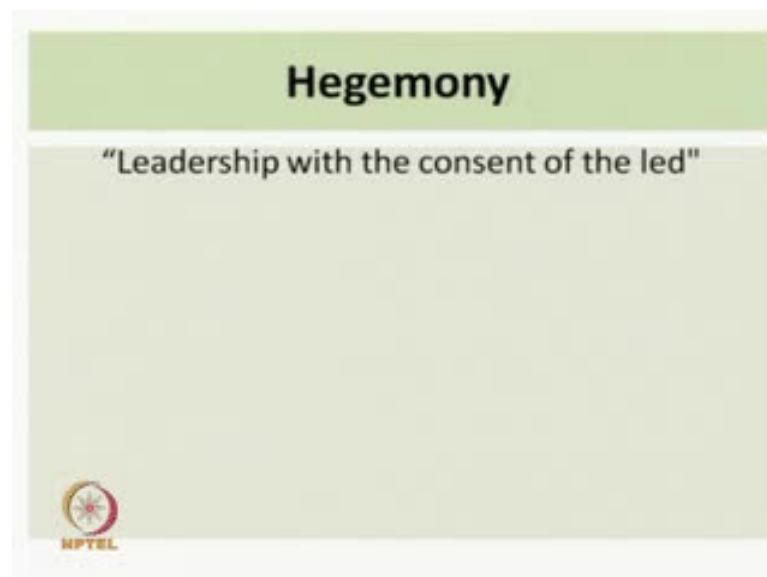 Hegemony
“Leadership with the consent of the led"
NPTEL